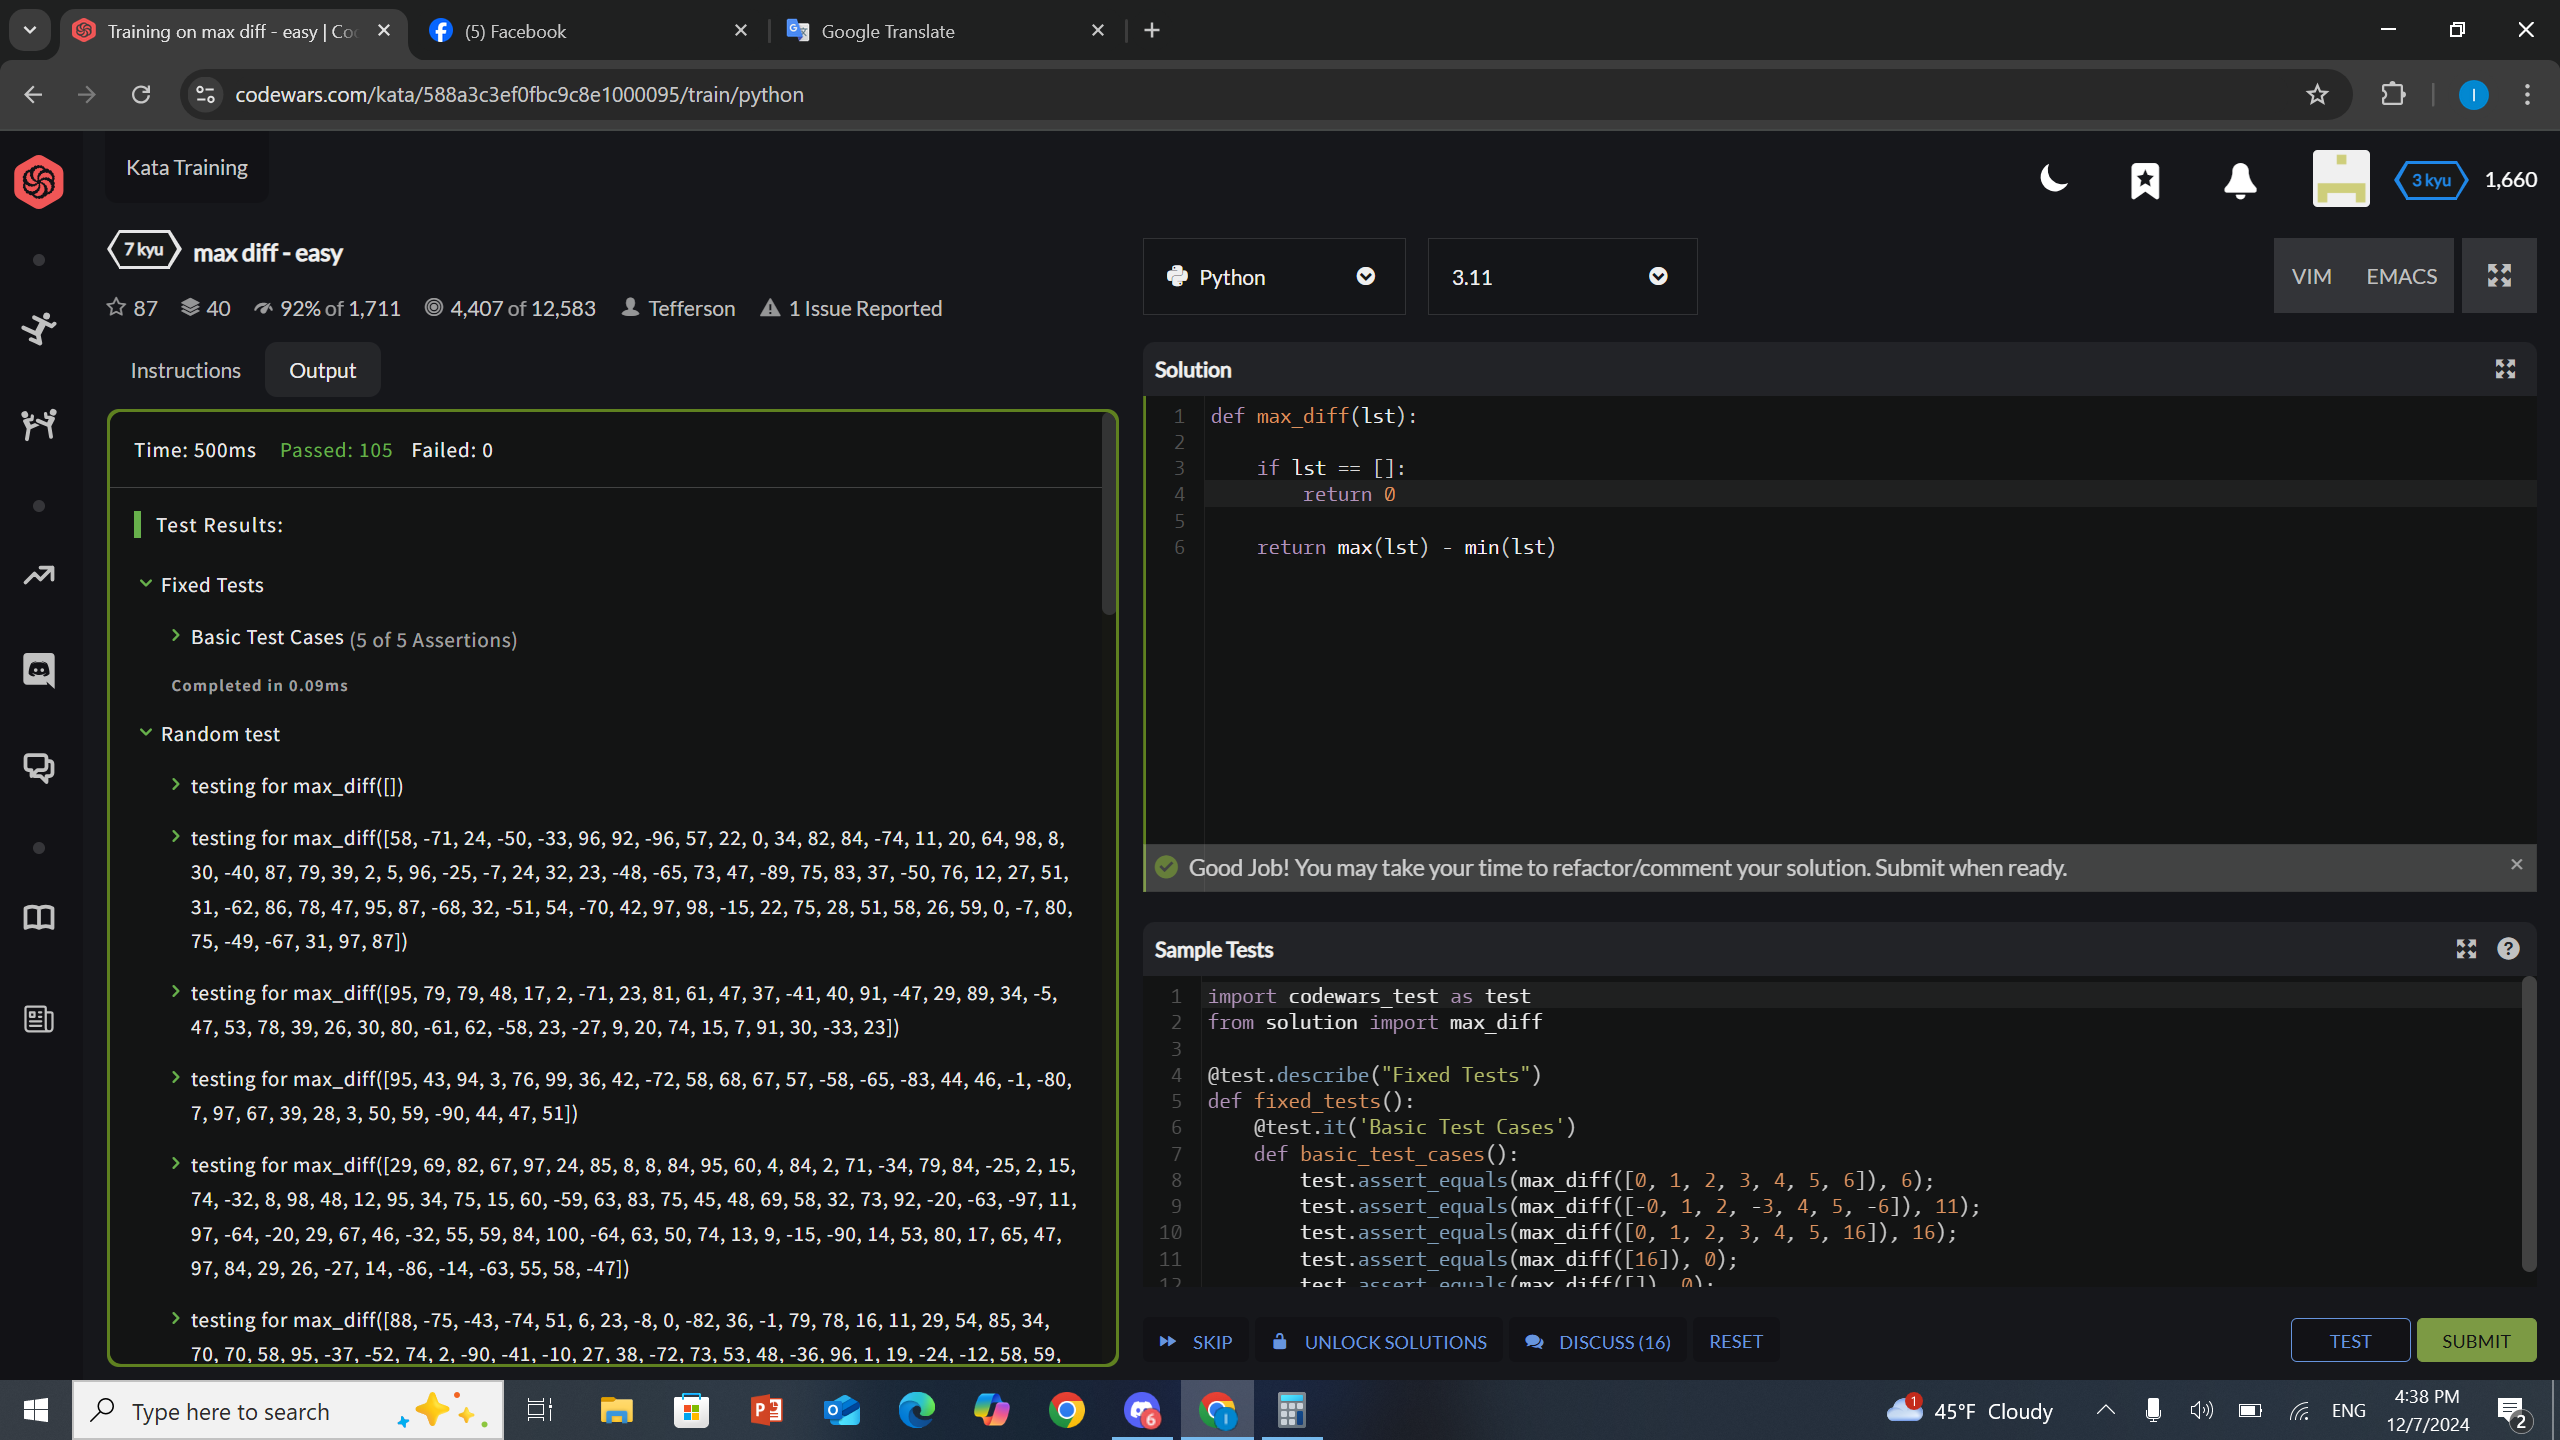 Training on max diff - easy | Co
(5) Facebook
Google Translate
codewars.com/kata/588a3c3ef0fbc9c8e1000095/train/python
I
Kata Training
3 kyu
1,660
7 kyu
max diff - easy
87
40
92% of 1,711
4,407 of 12,583
Tefferson
1 Issue Reported
Python
3.11
VIM
EMACS
Instructions
Output
Time: 500ms
Passed: 105
Failed: 0
Test Results:
Fixed Tests
Basic Test Cases (5 of 5 Assertions)
Completed in 0.09ms
Random test
testing for max_diff([])
testing for max_diff([58, -71, 24, -50, -33, 96, 92, -96, 57, 22, 0, 34, 82, 84, -74, 11, 20, 64, 98, 8,
30, -40, 87, 79, 39, 2, 5, 96, -25, -7, 24, 32, 23, -48, -65, 73, 47, -89, 75, 83, 37, -50, 76, 12, 27, 51,
31, -62, 86, 78, 47, 95, 87, -68, 32, -51, 54, -70, 42, 97, 98, -15, 22, 75, 28, 51, 58, 26, 59, 0, -7, 80,
75, -49, -67, 31, 97, 87])
testing for max_diff([95, 79, 79, 48, 17, 2, -71, 23, 81, 61, 47, 37, -41, 40, 91, -47, 29, 89, 34, -5,
47, 53, 78, 39, 26, 30, 80, -61, 62, -58, 23, -27, 9, 20, 74, 15, 7, 91, 30, -33, 23])
testing for max_diff([95, 43, 94, 3, 76, 99, 36, 42, -72, 58, 68, 67, 57, -58, -65, -83, 44, 46, -1, -80,
7, 97, 67, 39, 28, 3, 50, 59, -90, 44, 47, 51])
testing for max_diff([29, 69, 82, 67, 97, 24, 85, 8, 8, 84, 95, 60, 4, 84, 2, 71, -34, 79, 84, -25, 2, 15,
74, -32, 8, 98, 48, 12, 95, 34, 75, 15, 60, -59, 63, 83, 75, 45, 48, 69, 58, 32, 73, 92, -20, -63, -97, 11,
97, -64, -20, 29, 67, 46, -32, 55, 59, 84, 100, -64, 63, 50, 74, 13, 9, -15, -90, 14, 53, 80, 17, 65, 47,
97, 84, 29, 26, -27, 14, -86, -14, -63, 55, 58, -47])
testing for max_diff([88, -75, -43, -74, 51, 6, 23, -8, 0, -82, 36, -1, 79, 78, 16, 11, 29, 54, 85, 34,
70, 70, 58, 95, -37, -52, 74, 2, -90, -41, -10, 27, 38, -72, 73, 53, 48, -36, 96, 1, 19, -24, -12, 58, 59,
Solution
1 def max_diff(lst):
2
3 if lst == []:
4 return 0
5
6 return max(lst) - min(lst)
Good Job! You may take your time to refactor/comment your solution. Submit when ready.
Sample Tests
1 import codewars_test as test
2 from solution import max_diff
3
4 @test.describe("Fixed Tests")
5 def fixed_tests():
6 @test.it('Basic Test Cases')
7 def basic_test_cases():
8 test.assert_equals(max_diff([0, 1, 2, 3, 4, 5, 6]), 6);
9 test.assert_equals(max_diff([-0, 1, 2, -3, 4, 5, -6]), 11);
10 test.assert_equals(max_diff([0, 1, 2, 3, 4, 5, 16]), 16);
11 test.assert_equals(max_diff([16]), 0);
12 test.assert_equals(max_diff([]), 0);
SKIP
UNLOCK SOLUTIONS
DISCUSS (16)
RESET
TEST
SUBMIT
Type here to search
6
1
45°F Cloudy
ENG
4:38 PM
12/7/2024
2